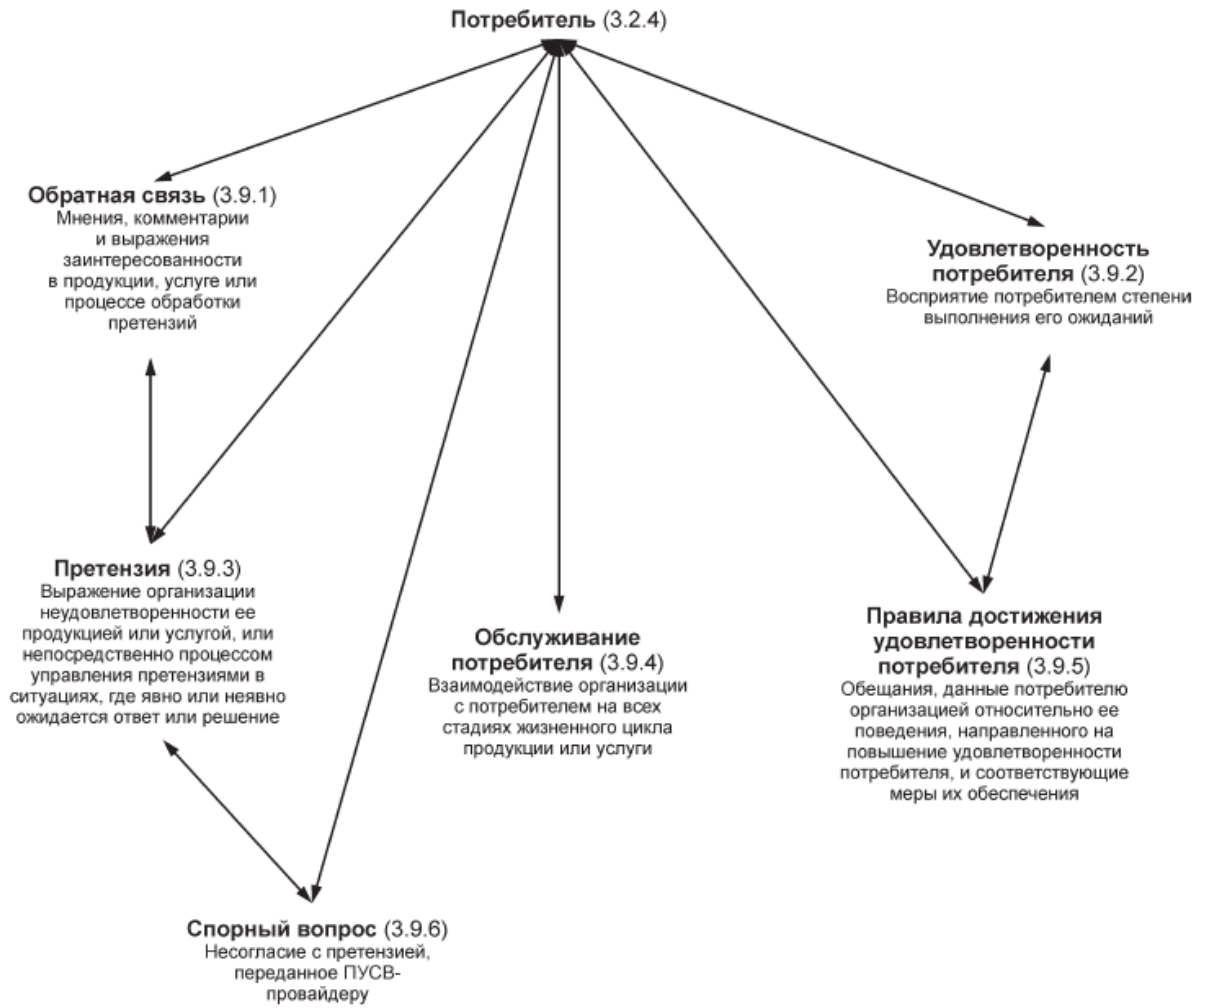 Потребитель (3.2.4)
Обратная связь (3.9.1)
Мнения, комментарии
и выражения
заинтересованности
в продукции, услуге или
процессе обработки
претензий
Удовлетворенность
потребителя (3.9.2)
Восприятие потребителем степени
выполнения его ожиданий
Претензия (3.9.3)
Выражение организации
неудовлетворенности ее
продукцией или услугой, или
непосредственно процессом
управления претензиями в
ситуациях, где явно или неявно
ожидается ответ или решение
Обслуживание
потребителя (3.9.4)
Взаимодействие организации
с потребителем на всех
стадиях жизненного цикла
продукции или услуги
Правила достижения
удовлетворенности
потребителя (3.9.5)
Обещания, данные потребителю
организацией относительно ее
поведения, направленного на
повышение удовлетворенности
потребителя, и соответствующие
меры их обеспечения
Спорный вопрос (3.9.6)
Несогласие с претензией,
переданное ПУСВ-
провайдеру